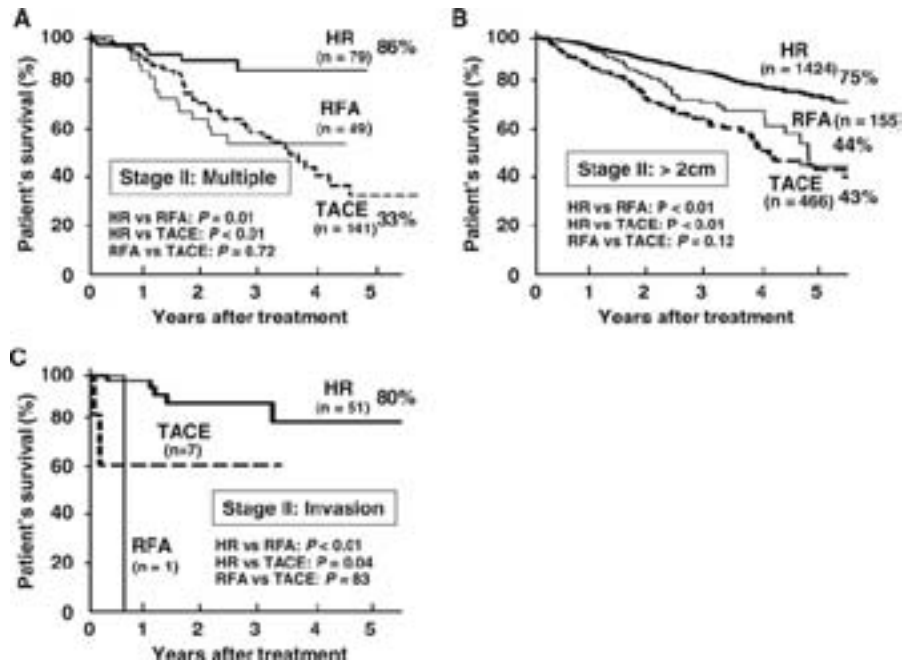 A
Patient's survival (%)
100
80
60
40
20
0
HR
(n = 79)
86%
RFA
(n = 49)
Stage II: Multiple
TACE
(n = 141)
33%
HR vs RFA: P = 0.01
HR vs TACE: P < 0.01
RFA vs TACE: P = 0.72
0 1 2 3 4 5
Years after treatment
B
Patient's survival (%)
100
80
60
40
20
0
HR
(n = 1424)
75%
RFA (n = 155)
44%
Stage II: > 2cm
TACE
(n = 466)
43%
HR vs RFA: P < 0.01
HR vs TACE: P < 0.01
RFA vs TACE: P = 0.12
0 1 2 3 4 5
Years after treatment
C
Patient's survival (%)
100
80
60
40
20
0
HR
(n = 51)
80%
TACE
(n=7)
Stage II: Invasion
RFA
(n = 1)
HR vs RFA: P < 0.01
HR vs TACE: P = 0.04
RFA vs TACE: P = 83
0 1 2 3 4 5
Years after treatment